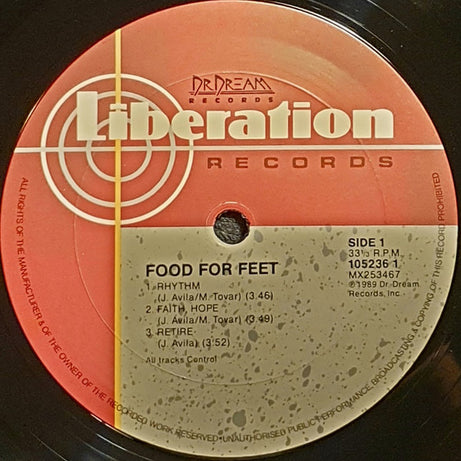 DR.DREAM
RECORDS
Liberation
RECORDS
SIDE 1
33⅓ R.P.M.
105236 1
MX253467
℗1989 Dr Dream
Records, Inc.
FOOD FOR FEET
1. RHYTHM
(J. Avila/M. Tovar) (3.46)
2. FAITH, HOPE
(J. Avila/M. Tovar) (3.49)
3. RETIRE
(J. Avila) (3:52)
All tracks Control
ALL RIGHTS OF THE MANUFACTURER & OF THE OWNER OF THE RECORDED WORK RESERVED • UNAUTHORISED PUBLIC PERFORMANCE, BROADCASTING & COPYING OF THIS RECORD PROHIBITED